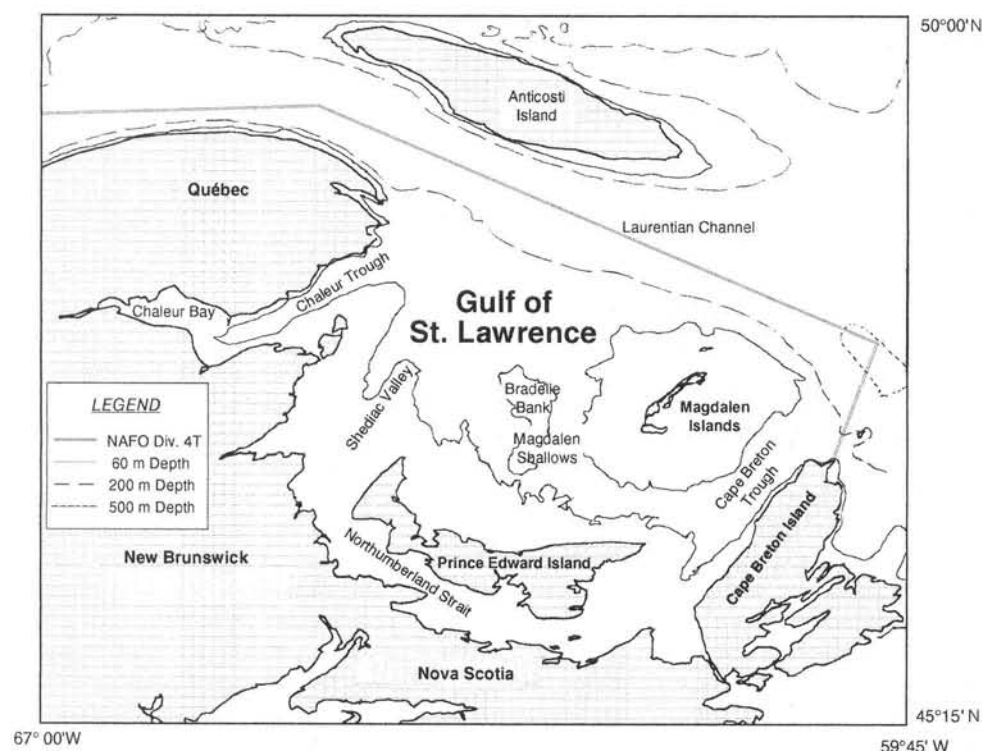 50°00' N
Anticosti
Island
Québec
Laurentian Channel
Chaleur Trough
Chaleur Bay
Gulf of
St. Lawrence
Shediac Valley
Bradelle
Bank
Magdalen
Shallows
Magdalen
Islands
LEGEND
NAFO Div. 4T
60 m Depth
200 m Depth
500 m Depth
Cape Breton
Trough
Cape Breton Island
New Brunswick
Northumberland
Strait
Prince Edward Island
Nova Scotia
45°15' N
67° 00'W
59°45' W